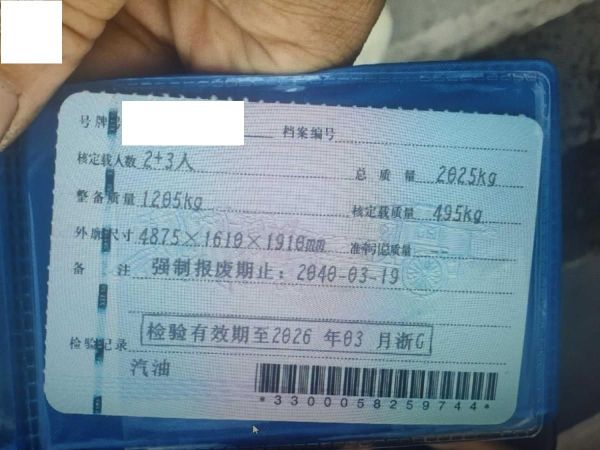 号牌号 档案编号
核定载人数 2+3人 总质量 2025kg
整备质量 1205kg 核定载质量 495kg
外廓尺寸 4875×1610×1910mm 准牵引总质量
备注 强制报废期止：2040-03-19
检验记录 检验有效期至2026 年03 月浙G
汽油
*3300058259744*